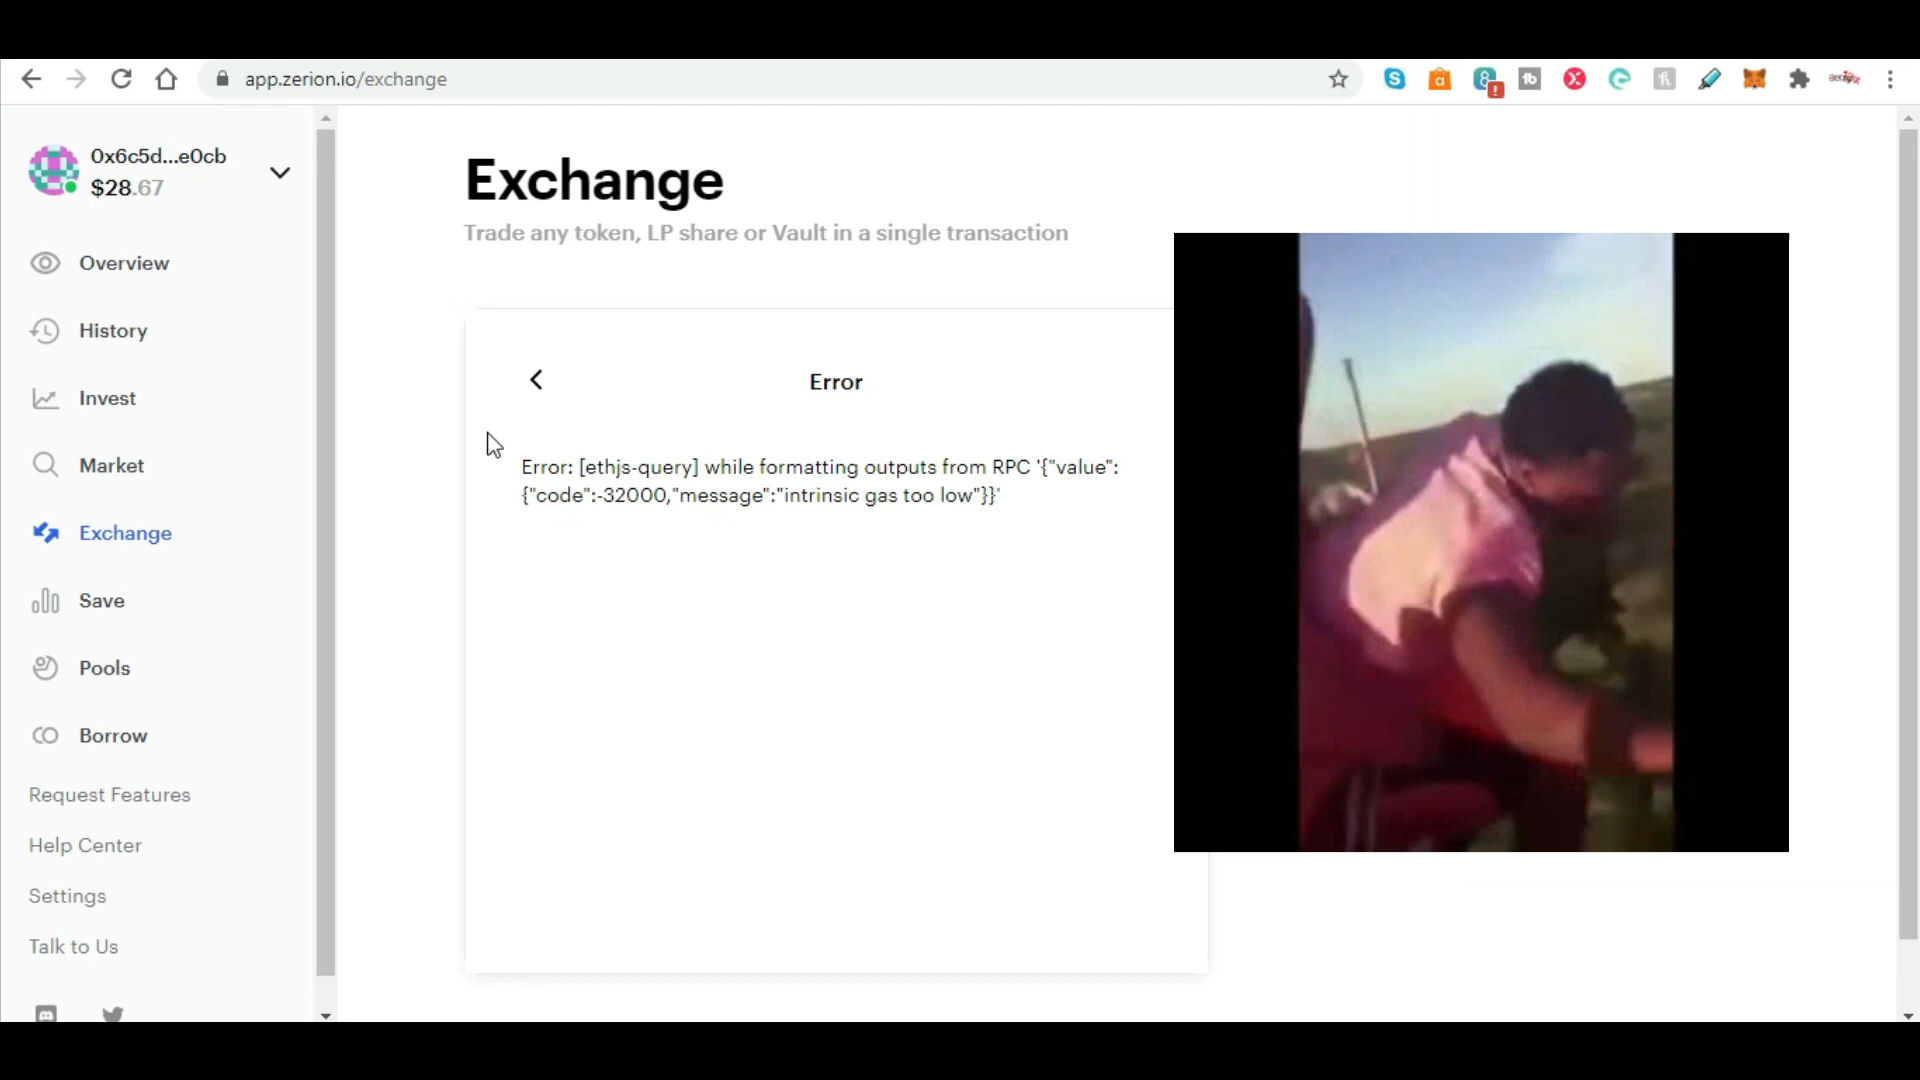 app.zerion.io/exchange
0x6c5d...e0cb
$28.67
Overview
History
Invest
Market
Exchange
Save
Pools
Borrow
Request Features
Help Center
Settings
Talk to Us
Exchange
Trade any token, LP share or Vault in a single transaction
Error
Error: [ethjs-query] while formatting outputs from RPC '{"value":
{"code":-32000,"message":"intrinsic gas too low"}}'